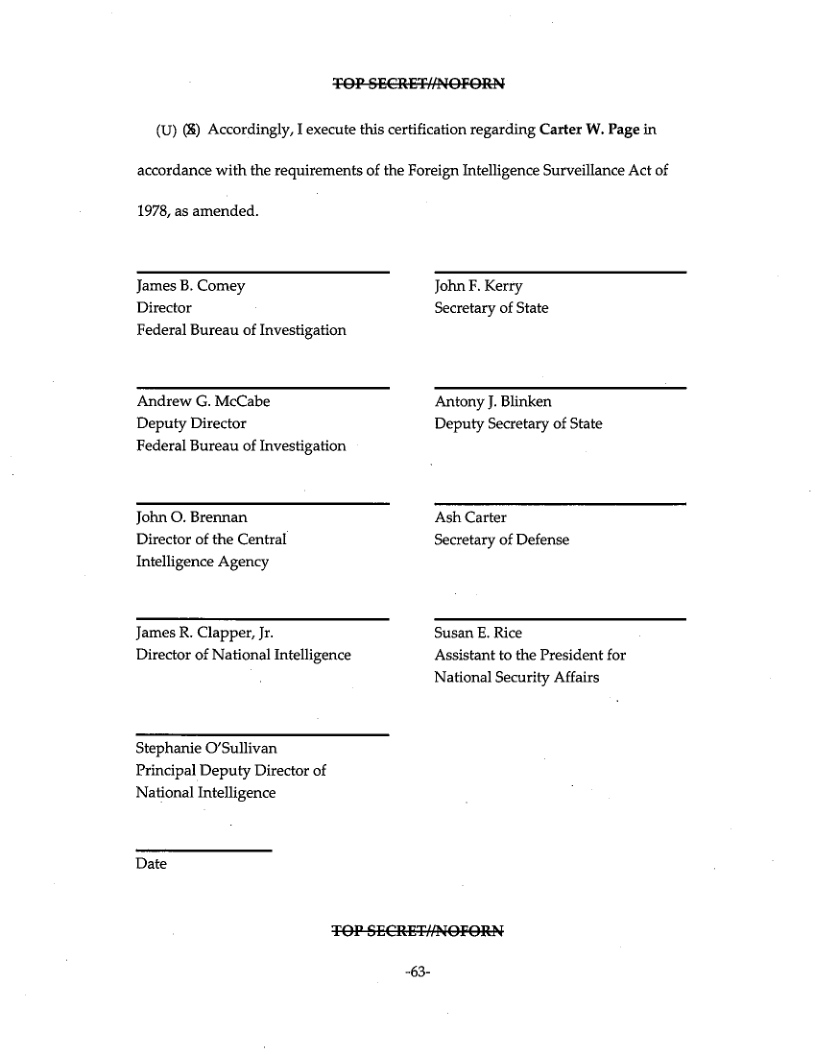 TOP SECRET//NOFORN
(U) (S) Accordingly, I execute this certification regarding Carter W. Page in
accordance with the requirements of the Foreign Intelligence Surveillance Act of
1978, as amended.
James B. Comey
Director
Federal Bureau of Investigation
John F. Kerry
Secretary of State
Andrew G. McCabe
Deputy Director
Federal Bureau of Investigation
Antony J. Blinken
Deputy Secretary of State
John O. Brennan
Director of the Central
Intelligence Agency
Ash Carter
Secretary of Defense
James R. Clapper, Jr.
Director of National Intelligence
Susan E. Rice
Assistant to the President for
National Security Affairs
Stephanie O'Sullivan
Principal Deputy Director of
National Intelligence
Date
TOP SECRET//NOFORN
-63-